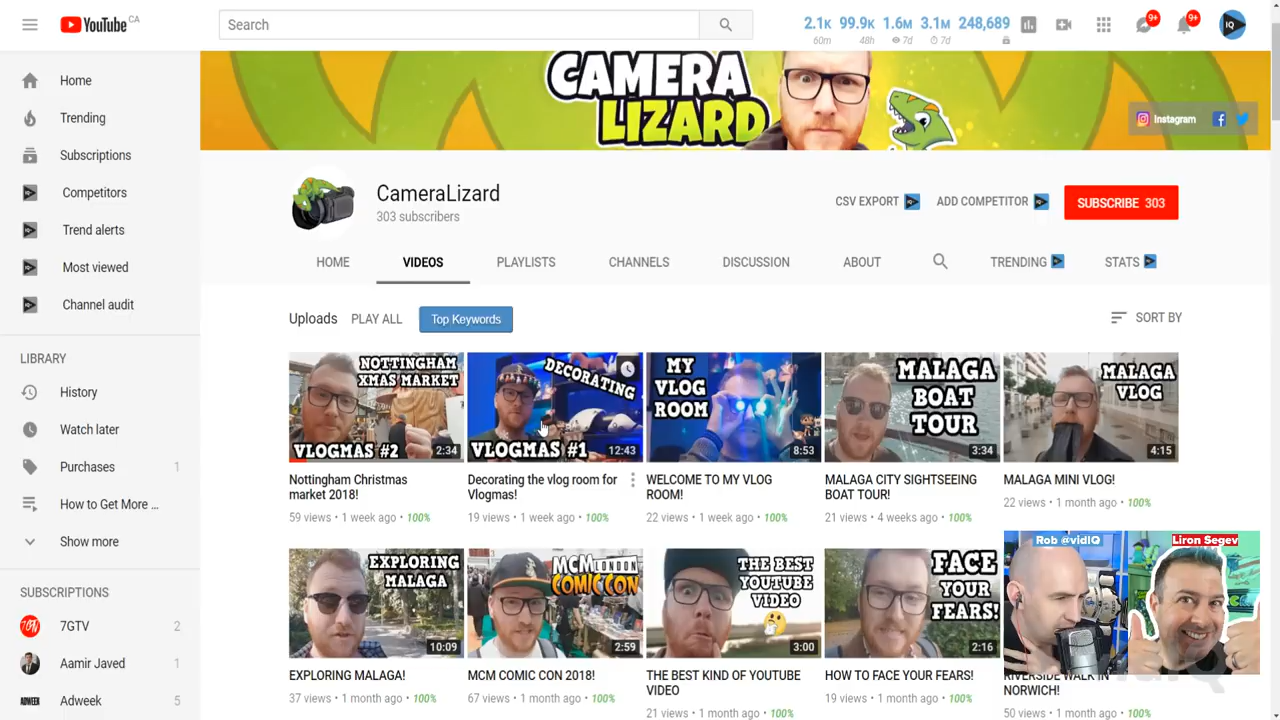 YouTube CA
Search
2.1K 99.9K 1.6M 3.1M 248,689
60m 48h 7d 7d
9+ 9+
IQ
Home
Trending
Subscriptions
Competitors
Trend alerts
Most viewed
Channel audit
LIBRARY
History
Watch later
Purchases 1
How to Get More ...
Show more
SUBSCRIPTIONS
7GTV 2
Aamir Javed 1
Adweek 5
CAMERA
LIZARD
Instagram
CameraLizard
303 subscribers
CSV EXPORT ADD COMPETITOR SUBSCRIBE 303
HOME VIDEOS PLAYLISTS CHANNELS DISCUSSION ABOUT TRENDING STATS
Uploads PLAY ALL Top Keywords SORT BY
NOTTINGHAM
XMAS MARKET
VLOGMAS #2
2:34
Nottingham Christmas
market 2018!
59 views • 1 week ago • 100%
DECORATING
VLOGMAS #1
12:43
Decorating the vlog room for
Vlogmas!
19 views • 1 week ago • 100%
MY
VLOG
ROOM
8:53
WELCOME TO MY VLOG
ROOM!
22 views • 1 week ago • 100%
MALAGA
BOAT
TOUR
3:34
MALAGA CITY SIGHTSEEING
BOAT TOUR!
21 views • 4 weeks ago • 100%
MALAGA
VLOG
4:15
MALAGA MINI VLOG!
22 views • 1 month ago • 100%
EXPLORING
MALAGA
10:09
EXPLORING MALAGA!
37 views • 1 month ago • 100%
MCM LONDON
COMIC CON
2:59
MCM COMIC CON 2018!
67 views • 1 month ago • 100%
THE BEST
YOUTUBE
VIDEO
3:00
THE BEST KIND OF YOUTUBE
VIDEO
21 views • 1 month ago • 100%
FACE
YOUR
FEARS!
2:16
HOW TO FACE YOUR FEARS!
19 views • 1 month ago • 100%
Rob @vidIQ Liron Segev
RIVERSIDE WALK IN
NORWICH!
50 views • 1 month ago • 100%